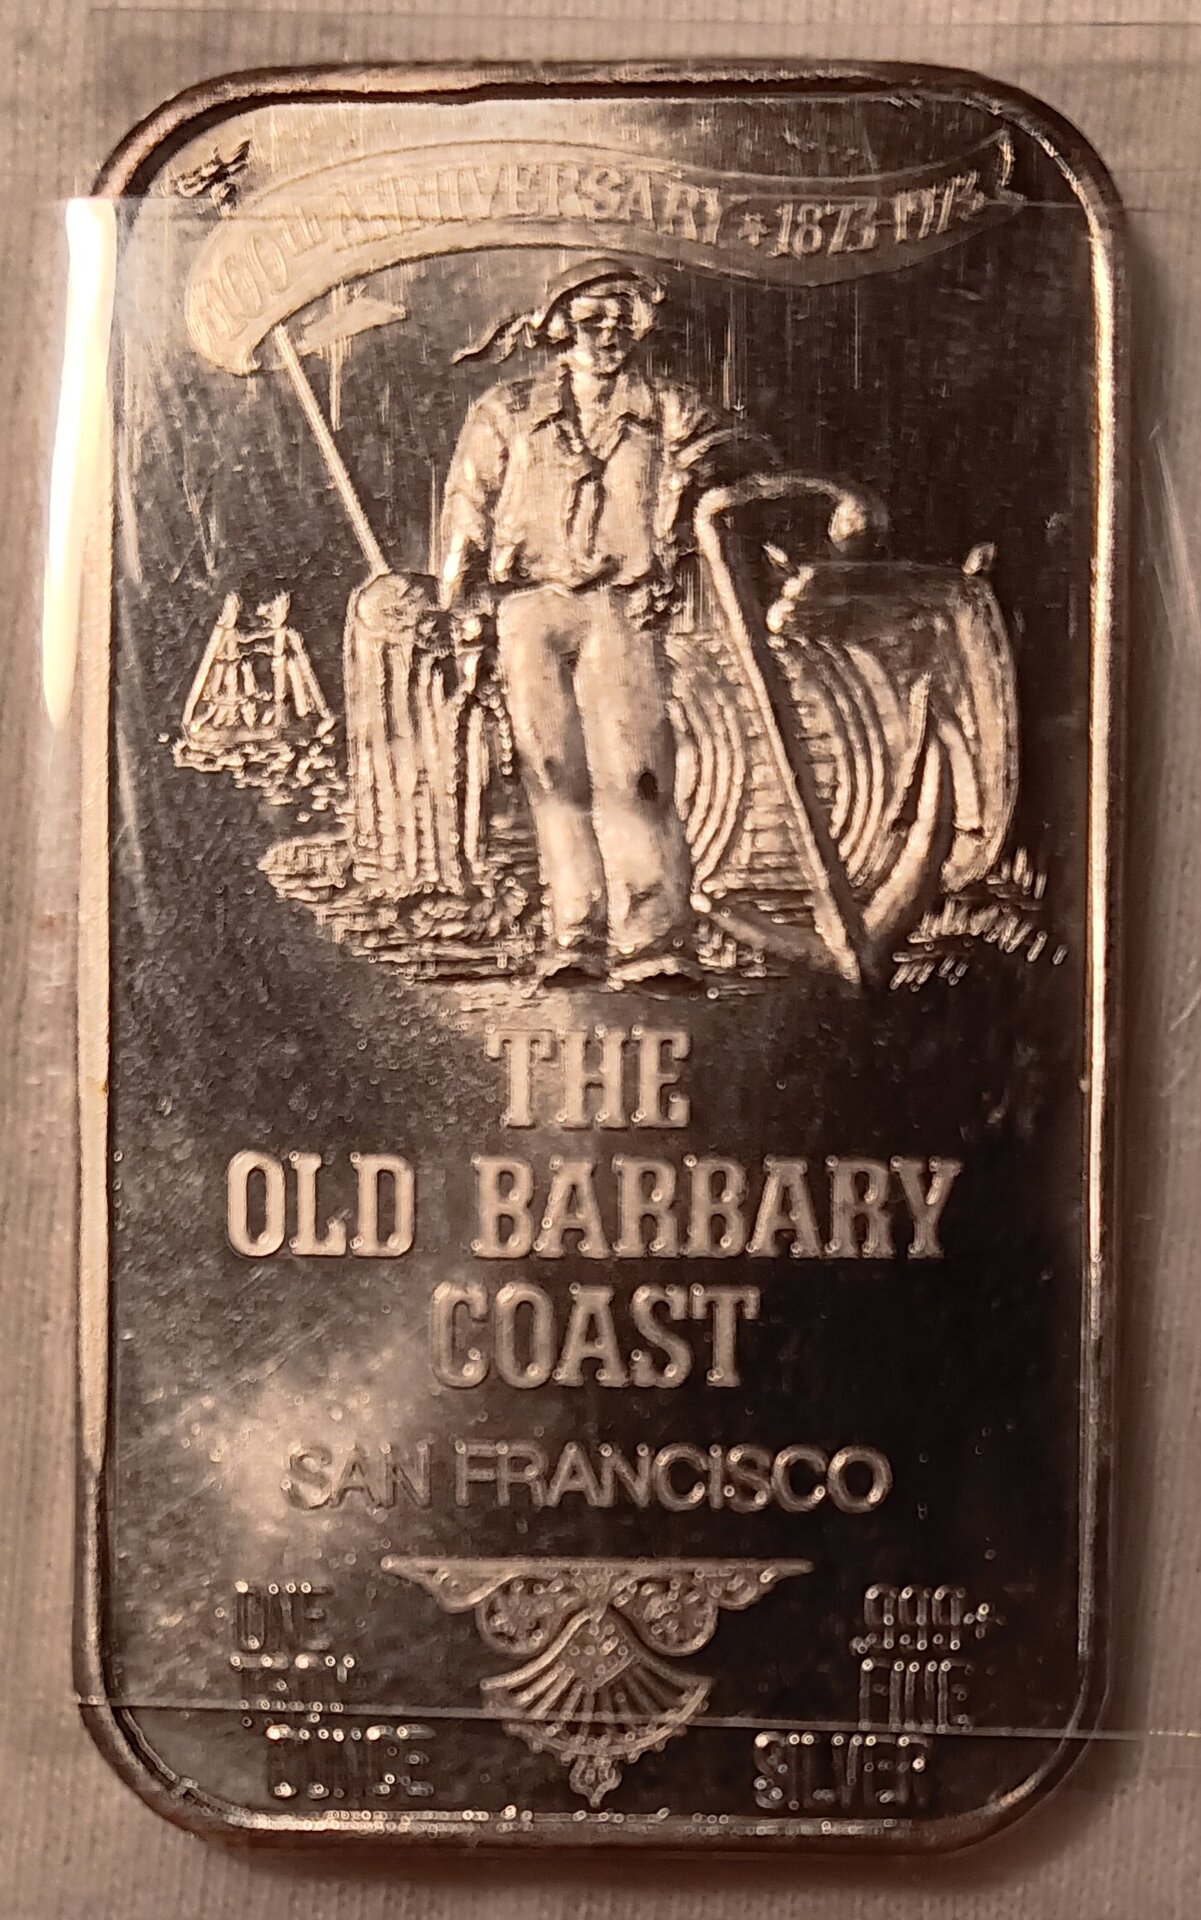 100th ANNIVERSARY * 1873-1973
THE
OLD BARBARY
COAST
SAN FRANCISCO
ONE
TROY
OUNCE
.999+
FINE
SILVER